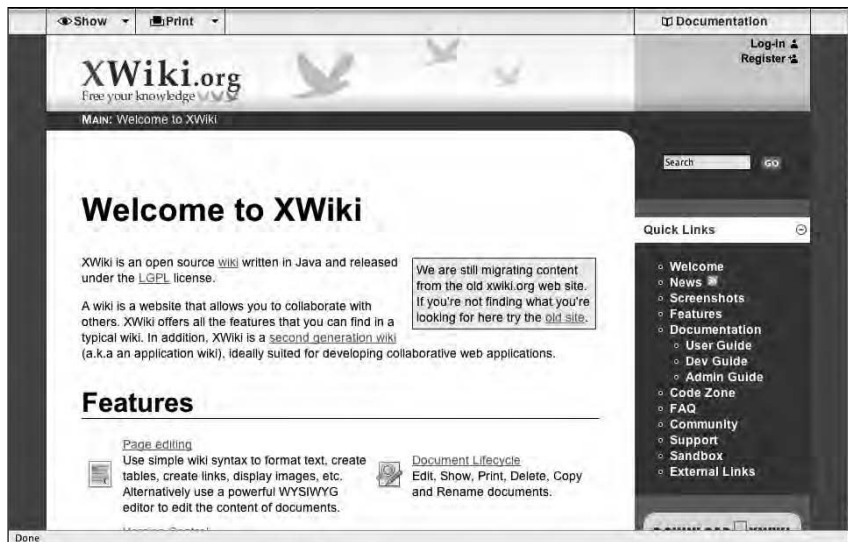 Show Print Documentation
Log-in
Register
XWiki.org
Free your knowledge
MAIN: Welcome to XWiki
Search GO
Welcome to XWiki
XWiki is an open source wiki written in Java and released
under the LGPL license.
A wiki is a website that allows you to collaborate with
others. XWiki offers all the features that you can find in a
typical wiki. In addition, XWiki is a second generation wiki
(a.k.a an application wiki), ideally suited for developing collaborative web applications.
We are still migrating content
from the old xwiki.org web site.
If you're not finding what you're
looking for here try the old site.
Features
Page editing
Use simple wiki syntax to format text, create
tables, create links, display images, etc.
Alternatively use a powerful WYSIWYG
editor to edit the content of documents.
Document Lifecycle
Edit, Show, Print, Delete, Copy
and Rename documents.
Quick Links
Welcome
News
Screenshots
Features
Documentation
User Guide
Dev Guide
Admin Guide
Code Zone
FAQ
Community
Support
Sandbox
External Links
Done